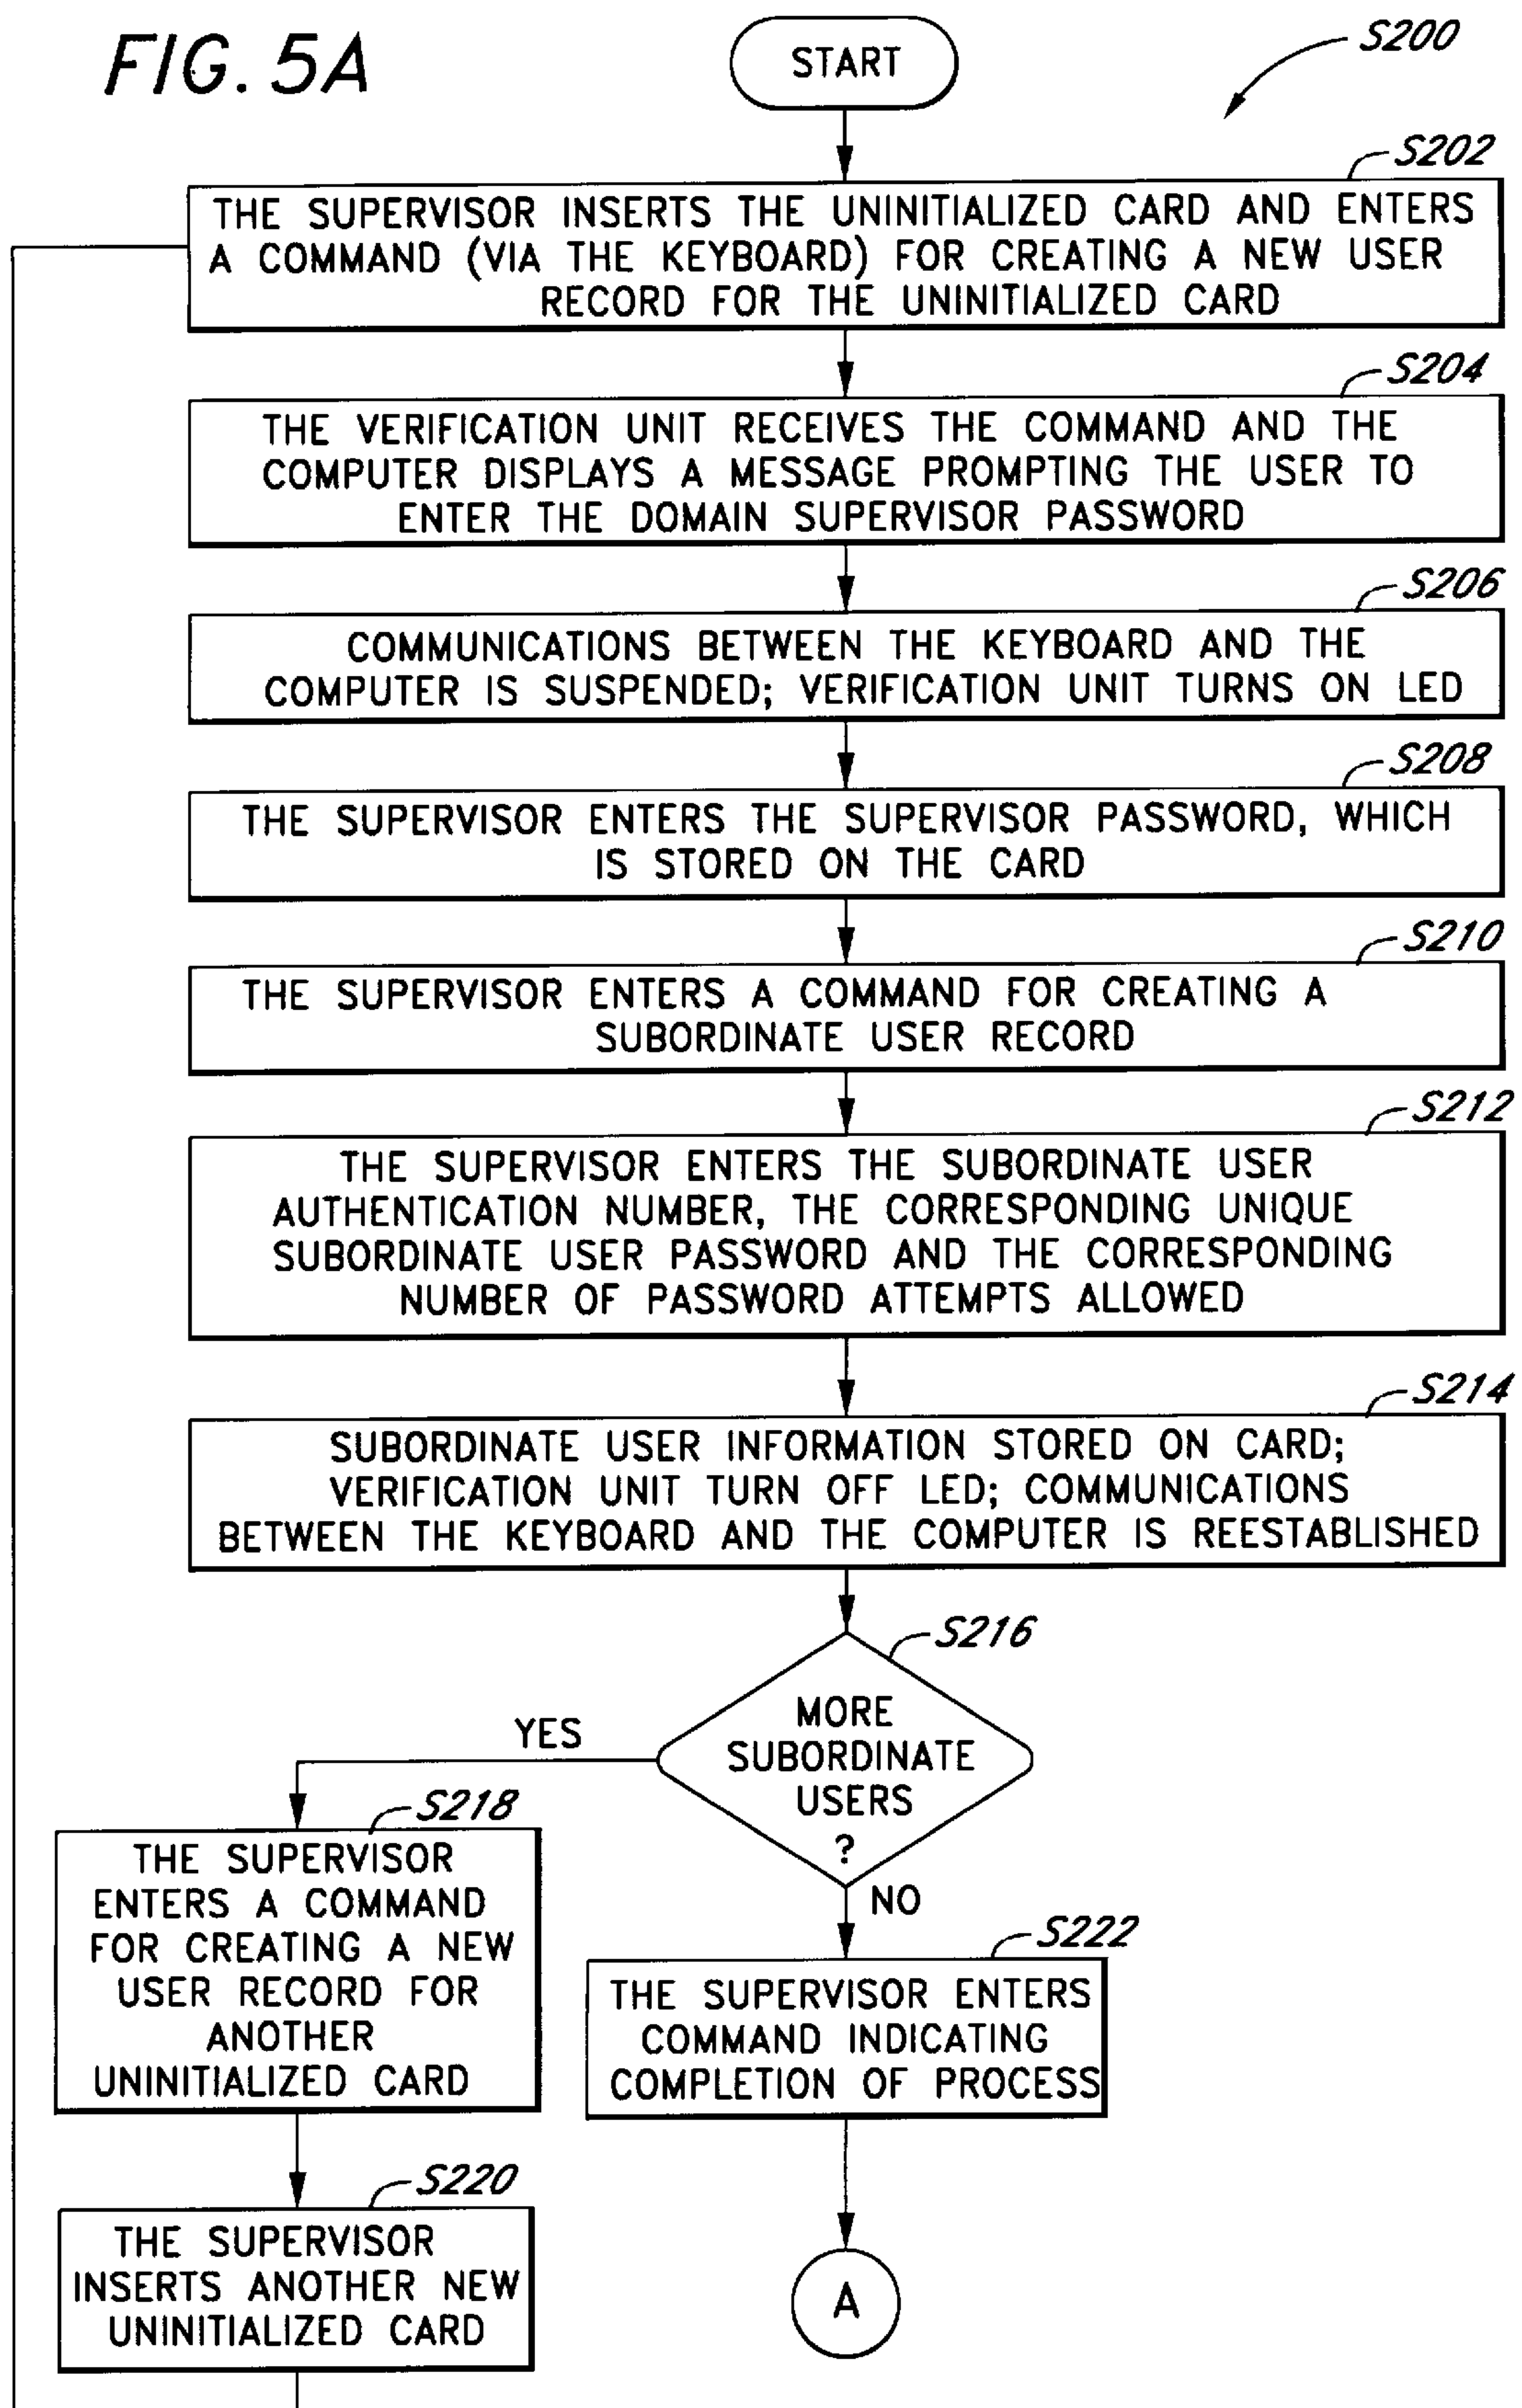 FIG. 5A
START
S200
S202
THE SUPERVISOR INSERTS THE UNINITIALIZED CARD AND ENTERS
A COMMAND (VIA THE KEYBOARD) FOR CREATING A NEW USER
RECORD FOR THE UNINITIALIZED CARD
S204
THE VERIFICATION UNIT RECEIVES THE COMMAND AND THE
COMPUTER DISPLAYS A MESSAGE PROMPTING THE USER TO
ENTER THE DOMAIN SUPERVISOR PASSWORD
S206
COMMUNICATIONS BETWEEN THE KEYBOARD AND THE
COMPUTER IS SUSPENDED; VERIFICATION UNIT TURNS ON LED
S208
THE SUPERVISOR ENTERS THE SUPERVISOR PASSWORD, WHICH
IS STORED ON THE CARD
S210
THE SUPERVISOR ENTERS A COMMAND FOR CREATING A
SUBORDINATE USER RECORD
S212
THE SUPERVISOR ENTERS THE SUBORDINATE USER
AUTHENTICATION NUMBER, THE CORRESPONDING UNIQUE
SUBORDINATE USER PASSWORD AND THE CORRESPONDING
NUMBER OF PASSWORD ATTEMPTS ALLOWED
S214
SUBORDINATE USER INFORMATION STORED ON CARD;
VERIFICATION UNIT TURN OFF LED; COMMUNICATIONS
BETWEEN THE KEYBOARD AND THE COMPUTER IS REESTABLISHED
S216
MORE
SUBORDINATE
USERS
?
YES
S218
THE SUPERVISOR
ENTERS A COMMAND
FOR CREATING A NEW
USER RECORD FOR
ANOTHER
UNINITIALIZED CARD
NO
S222
THE SUPERVISOR ENTERS
COMMAND INDICATING
COMPLETION OF PROCESS
S220
THE SUPERVISOR
INSERTS ANOTHER NEW
UNINITIALIZED CARD
A